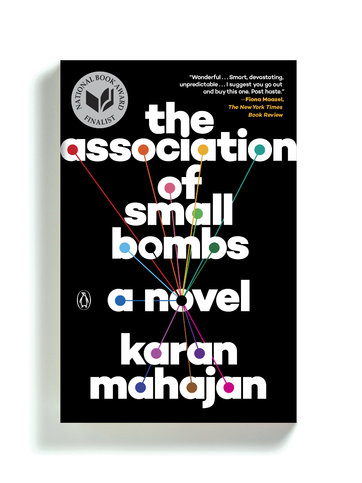 NATIONAL BOOK AWARD
FINALIST
"Wonderful . . . Smart, devastating,
unpredictable . . . I suggest you go out
and buy this one. Post haste."
—Fiona Maazel,
The New York Times
Book Review
the
association
of
small
bombs
a novel
karan
mahajan